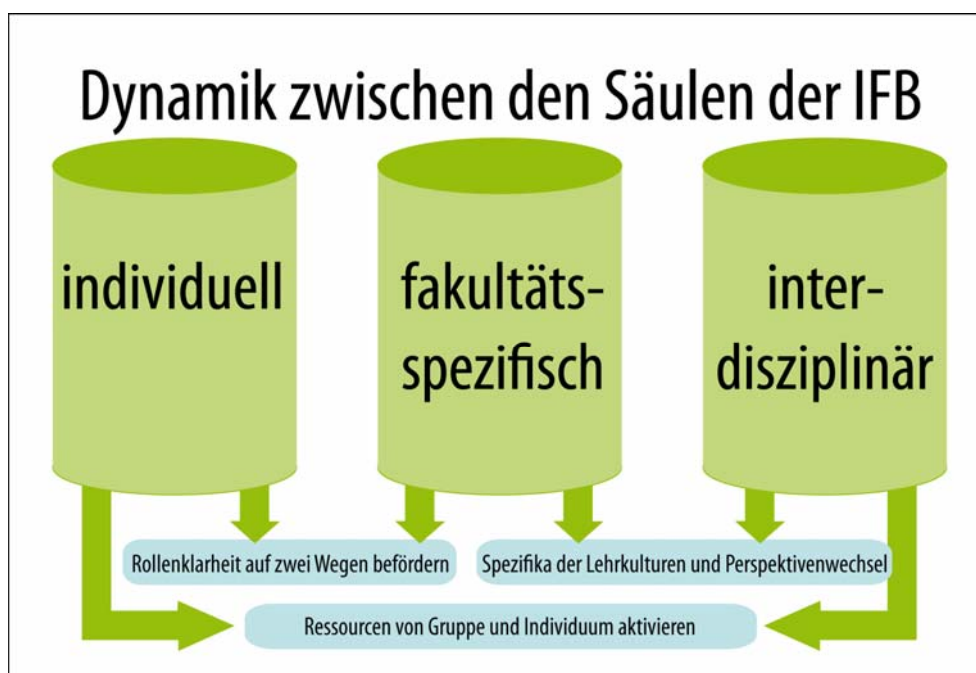 Dynamik zwischen den Säulen der IFB
individuell
fakultäts-
spezifisch
inter-
disziplinär
Rollenklarheit auf zwei Wegen befördern
Spezifika der Lehrkulturen und Perspektivenwechsel
Ressourcen von Gruppe und Individuum aktivieren